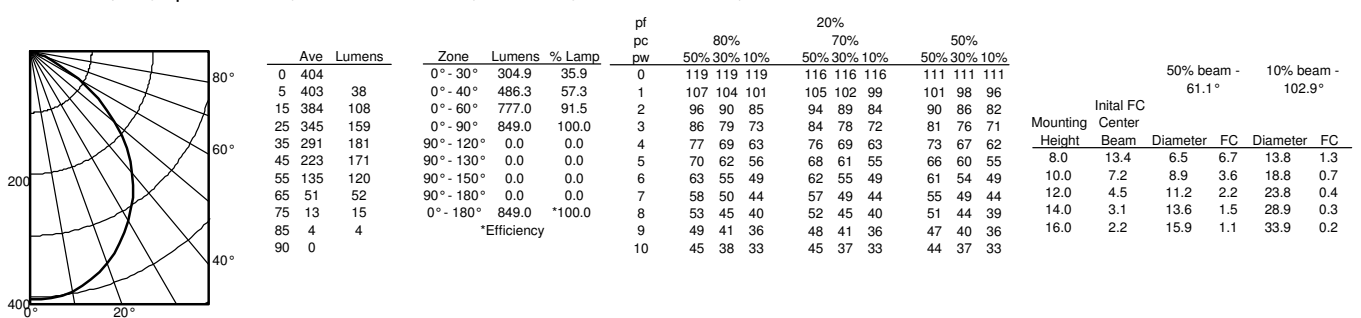 80°
60°
40°
200
400
0°
20°
Ave Lumens
0 404
5 403 38
15 384 108
25 345 159
35 291 181
45 223 171
55 135 120
65 51 52
75 13 15
85 4 4
90 0
Zone Lumens % Lamp
0° - 30° 304.9 35.9
0° - 40° 486.3 57.3
0° - 60° 777.0 91.5
0° - 90° 849.0 100.0
90° - 120° 0.0 0.0
90° - 130° 0.0 0.0
90° - 150° 0.0 0.0
90° - 180° 0.0 0.0
0° - 180° 849.0 *100.0
*Efficiency
pf 20%
pc 80% 70% 50%
pw 50% 30% 10% 50% 30% 10% 50% 30% 10%
0 119 119 119 116 116 116 111 111 111
1 107 104 101 105 102 99 101 98 96
2 96 90 85 94 89 84 90 86 82
3 86 79 73 84 78 72 81 76 71
4 77 69 63 76 69 63 73 67 62
5 70 62 56 68 61 55 66 60 55
6 63 55 49 62 55 49 61 54 49
7 58 50 44 57 49 44 55 49 44
8 53 45 40 52 45 40 51 44 39
9 49 41 36 48 41 36 47 40 36
10 45 38 33 45 37 33 44 37 33
50% beam - 10% beam -
61.1° 102.9°
Inital FC
Mounting Center
Height Beam Diameter FC Diameter FC
8.0 13.4 6.5 6.7 13.8 1.3
10.0 7.2 8.9 3.6 18.8 0.7
12.0 4.5 11.2 2.2 23.8 0.4
14.0 3.1 13.6 1.5 28.9 0.3
16.0 2.2 15.9 1.1 33.9 0.2